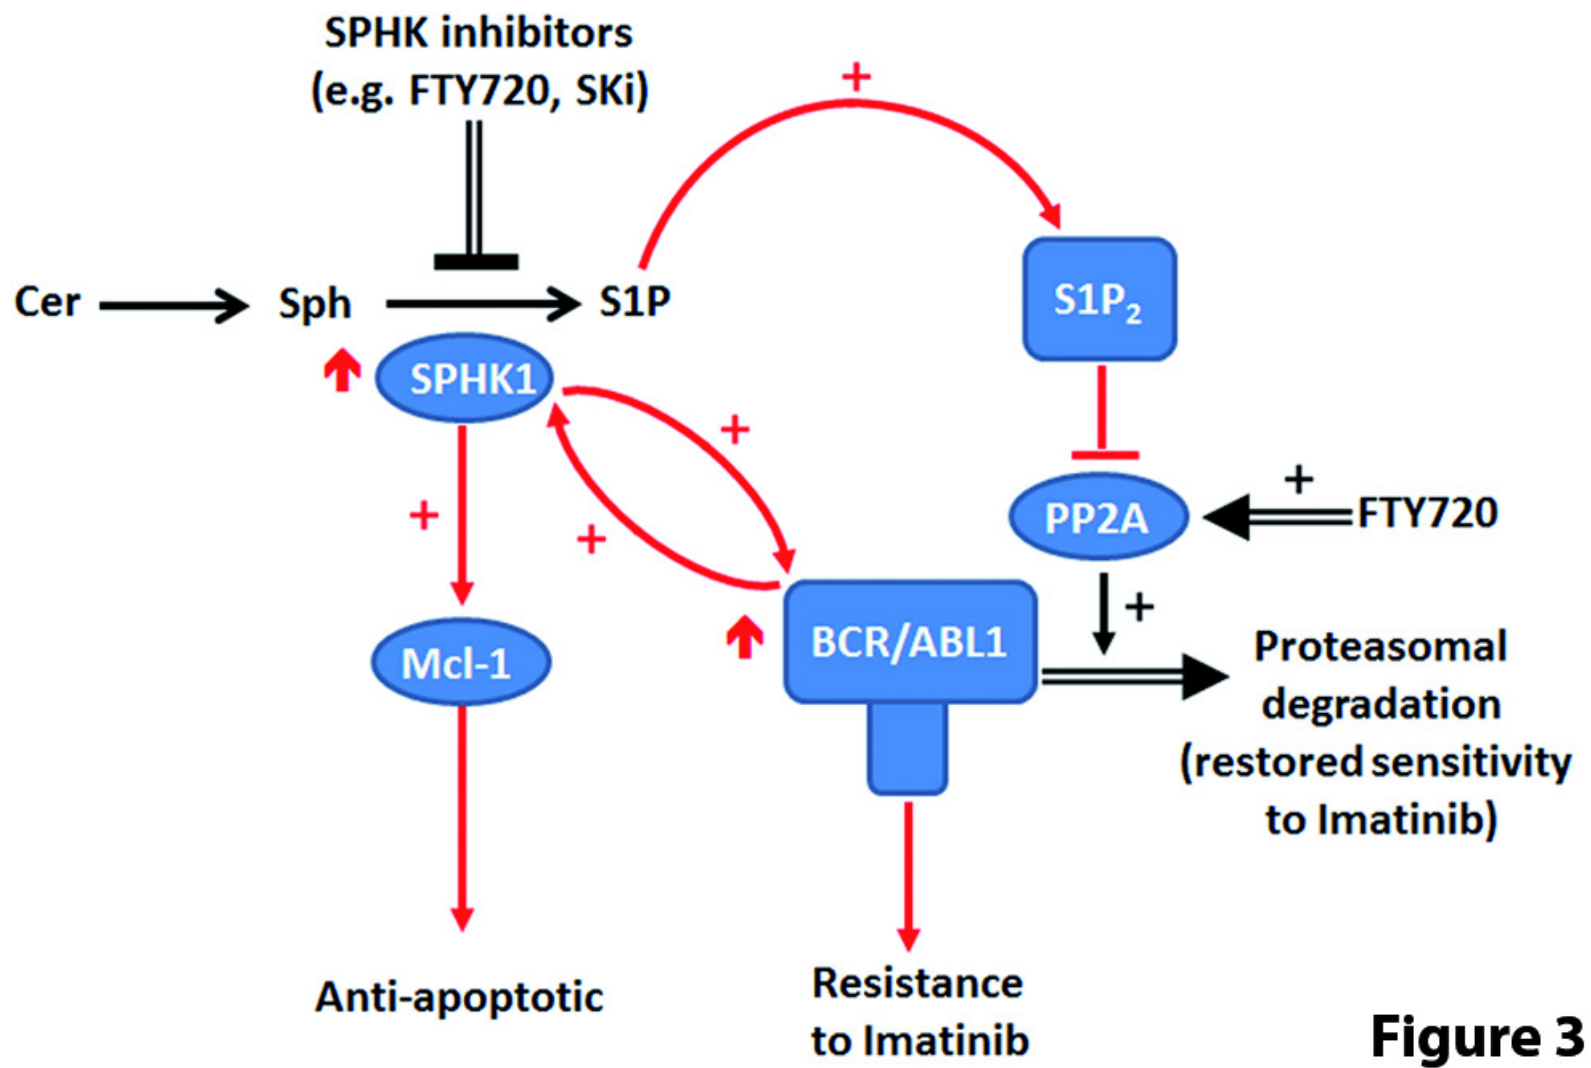 SPHK inhibitors
(e.g. FTY720, SKi)
+
Cer
Sph
S1P
S1P2
SPHK1
+
+
+
+
PP2A
FTY720
+
Mcl-1
BCR/ABL1
Proteasomal
degradation
(restored sensitivity
to Imatinib)
Anti-apoptotic
Resistance
to Imatinib
Figure 3